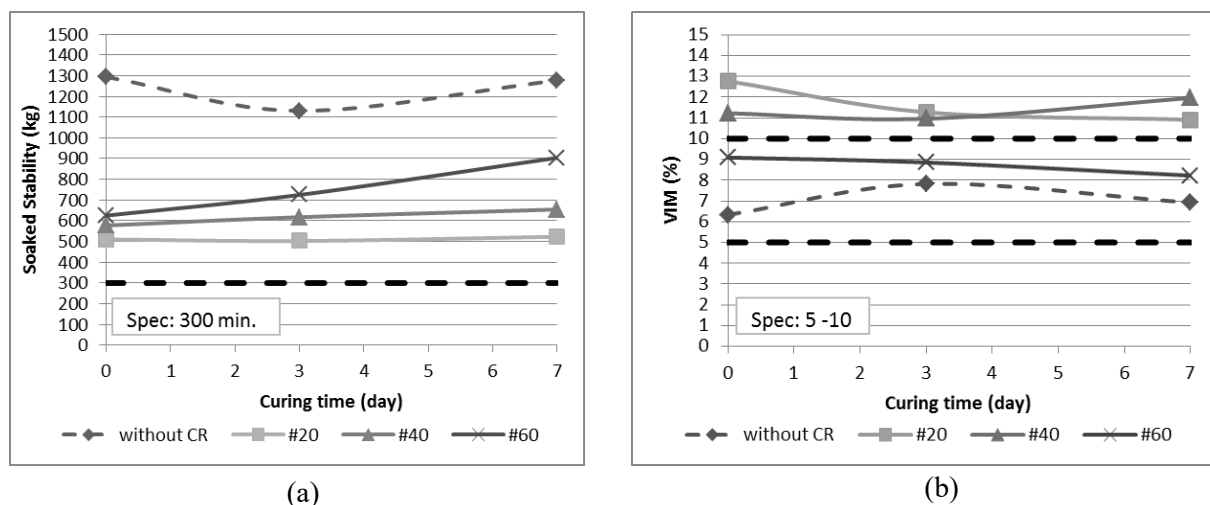 1500
1400
1300
1200
1100
1000
900
800
700
600
500
400
300
200
100
0
Soaked Stability (kg)
Spec: 300 min.
0 1 2 3 4 5 6 7
Curing time (day)
without CR #20 #40 #60
(a)
15
14
13
12
11
10
9
8
7
6
5
4
3
2
1
0
VIM (%)
Spec: 5 -10
0 1 2 3 4 5 6 7
Curing time (day)
without CR #20 #40 #60
(b)